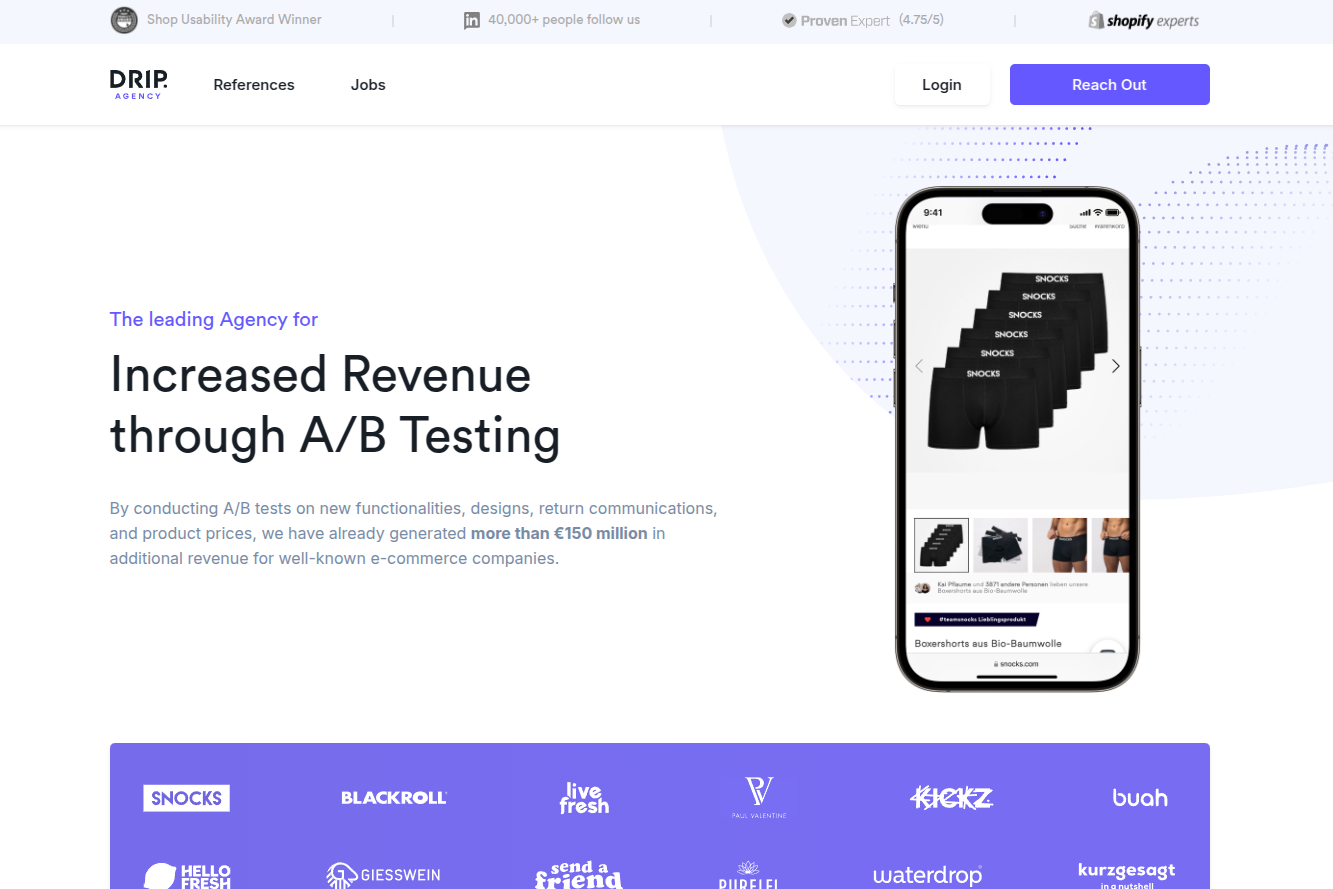 Shop Usability Award Winner
40,000+ people follow us
Proven Expert (4.75/5)
shopify experts
DRIP.
AGENCY
References
Jobs
Login
Reach Out
The leading Agency for
Increased Revenue
through A/B Testing
By conducting A/B tests on new functionalities, designs, return communications,
and product prices, we have already generated more than €150 million in
additional revenue for well-known e-commerce companies.
9:41
Menü
Suche Warenkorb
SNOCKS
SNOCKS
SNOCKS
SNOCKS
SNOCKS
SNOCKS
Kai Pflaume und 3871 andere Personen lieben unsere
Boxershorts aus Bio-Baumwolle
#teamsnocks Lieblingsprodukt
Boxershorts aus Bio-Baumwolle
snocks.com
SNOCKS
BLACKROLL
live
fresh
PV
PAUL VALENTINE
KICKZ
buah
HELLO
FRESH
GIESSWEIN
send a
friend
PURELEI
waterdrop
kurzgesagt
in a nutshell